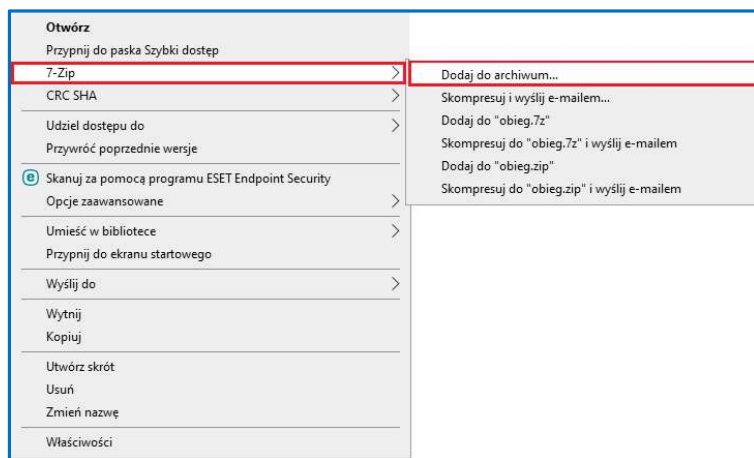 Otwórz
Przypnij do paska Szybki dostęp
7-Zip
CRC SHA
Udziel dostępu do
Przywróć poprzednie wersje
Skanuj za pomocą programu ESET Endpoint Security
Opcje zaawansowane
Umieść w bibliotece
Przypnij do ekranu startowego
Wyślij do
Wytnij
Kopiuj
Utwórz skrót
Usuń
Zmień nazwę
Właściwości
Dodaj do archiwum...
Skompresuj i wyślij e-mailem...
Dodaj do "obieg.7z"
Skompresuj do "obieg.7z" i wyślij e-mailem
Dodaj do "obieg.zip"
Skompresuj do "obieg.zip" i wyślij e-mailem